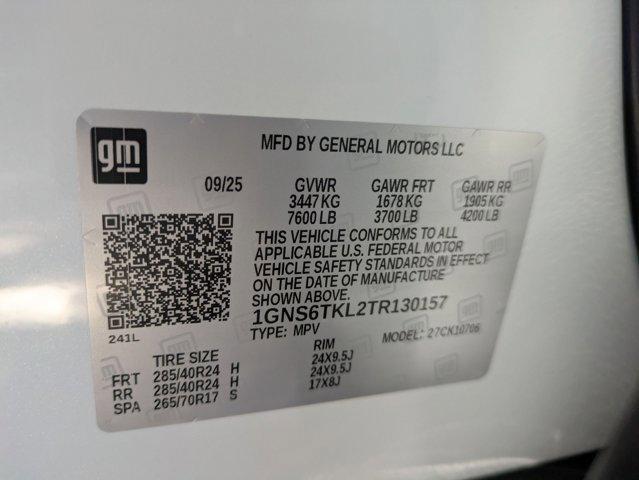 gm
MFD BY GENERAL MOTORS LLC
09/25 GVWR GAWR FRT GAWR RR
3447 KG 1678 KG 1905 KG
7600 LB 3700 LB 4200 LB
THIS VEHICLE CONFORMS TO ALL
APPLICABLE U.S. FEDERAL MOTOR
VEHICLE SAFETY STANDARDS IN EFFECT
ON THE DATE OF MANUFACTURE
SHOWN ABOVE.
1GNS6TKL2TR130157
TYPE: MPV MODEL: 27CK10706
241L
TIRE SIZE RIM
FRT 285/40R24 H 24X9.5J
RR 285/40R24 H 24X9.5J
SPA 265/70R17 S 17X8J